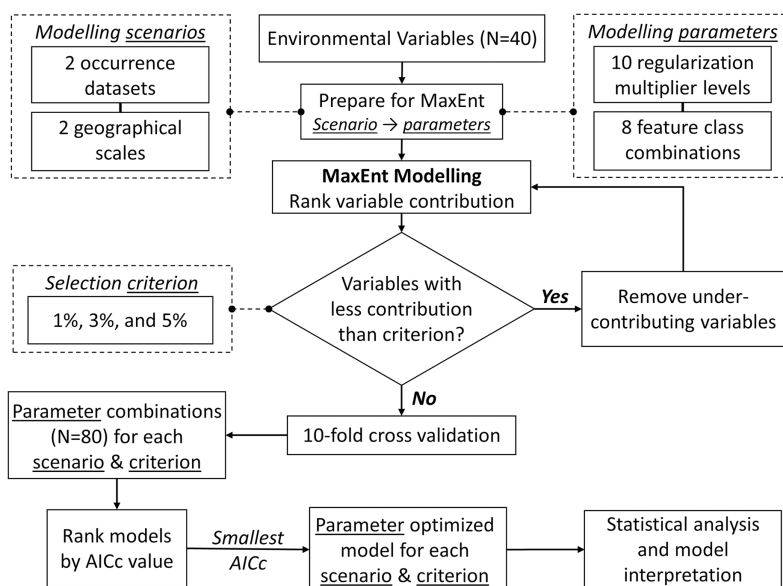 Modelling scenarios
2 occurrence
datasets
2 geographical
scales
Environmental Variables (N=40)
Prepare for MaxEnt
Scenario → parameters
Modelling parameters
10 regularization
multiplier levels
8 feature class
combinations
MaxEnt Modelling
Rank variable contribution
Selection criterion
1%, 3%, and 5%
Variables with
less contribution
than criterion?
Yes
Remove under-
contributing variables
No
10-fold cross validation
Parameter combinations
(N=80) for each
scenario & criterion
Rank models
by AICc value
Smallest
AICc
Parameter optimized
model for each
scenario & criterion
Statistical analysis
and model
interpretation